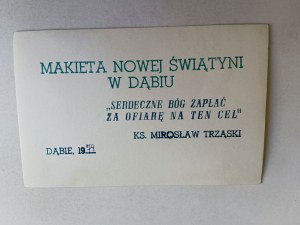 MAKIETA NOWEJ ŚWIĄTYNI
W DĄBIU
„SERDECZNE BÓG ZAPŁAĆ
ZA OFIARĘ NA TEN CEL"
KS. MIROSŁAW TRZĄSKI
DĄBIE, 19